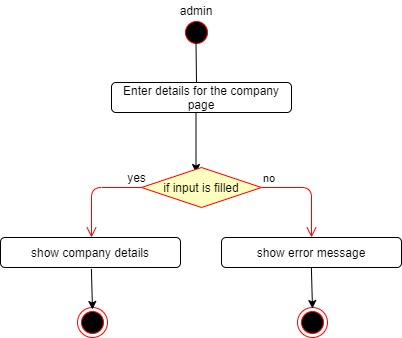 admin
Enter details for the company
page
yes
no
if input is filled
show company details
show error message